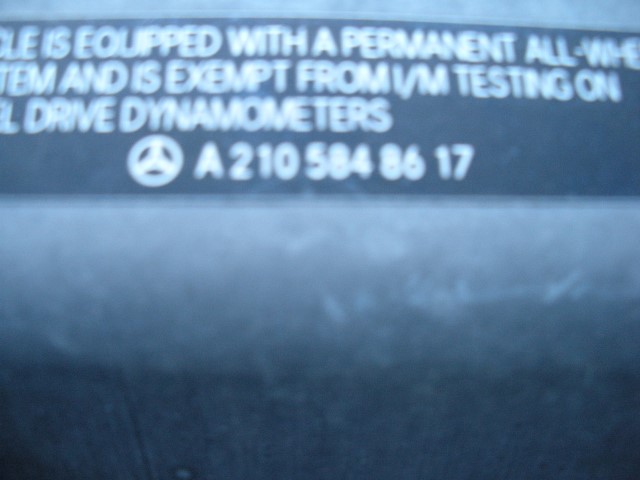 CLE IS EQUIPPED WITH A PERMANENT ALL-WHE
TEM AND IS EXEMPT FROM I/M TESTING ON
EL DRIVE DYNAMOMETERS
A 210 584 86 17